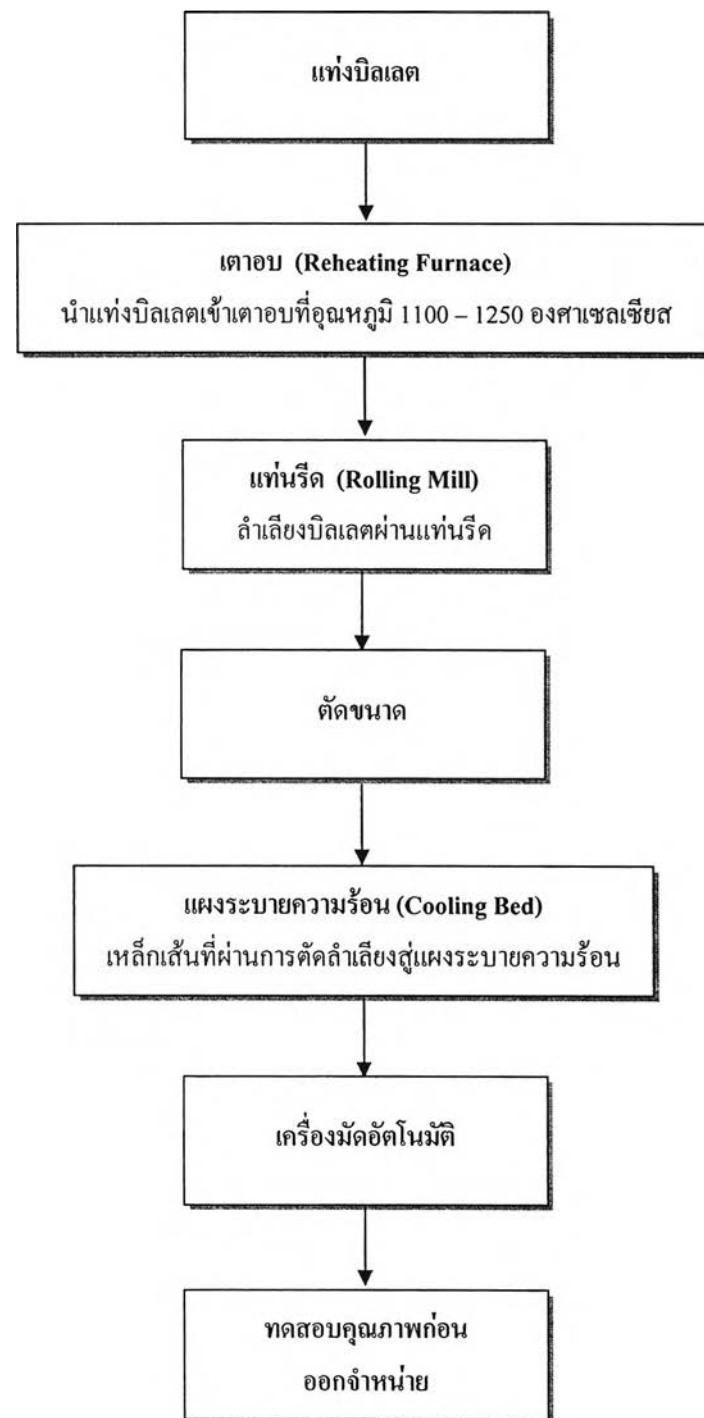 แท่งบิลเลต
เตาอบ (Reheating Furnace)
นำแท่งบิลเลตเข้าเตาอบที่อุณหภูมิ 1100 – 1250 องศาเซลเซียส
แท่นรีด (Rolling Mill)
ลำเลียงบิลเลตผ่านแท่นรีด
ตัดขนาด
แผงระบายความร้อน (Cooling Bed)
เหล็กเส้นที่ผ่านการตัดลำเลียงสู่แผงระบายความร้อน
เครื่องมัดอัตโนมัติ
ทดสอบคุณภาพก่อน
ออกจำหน่าย